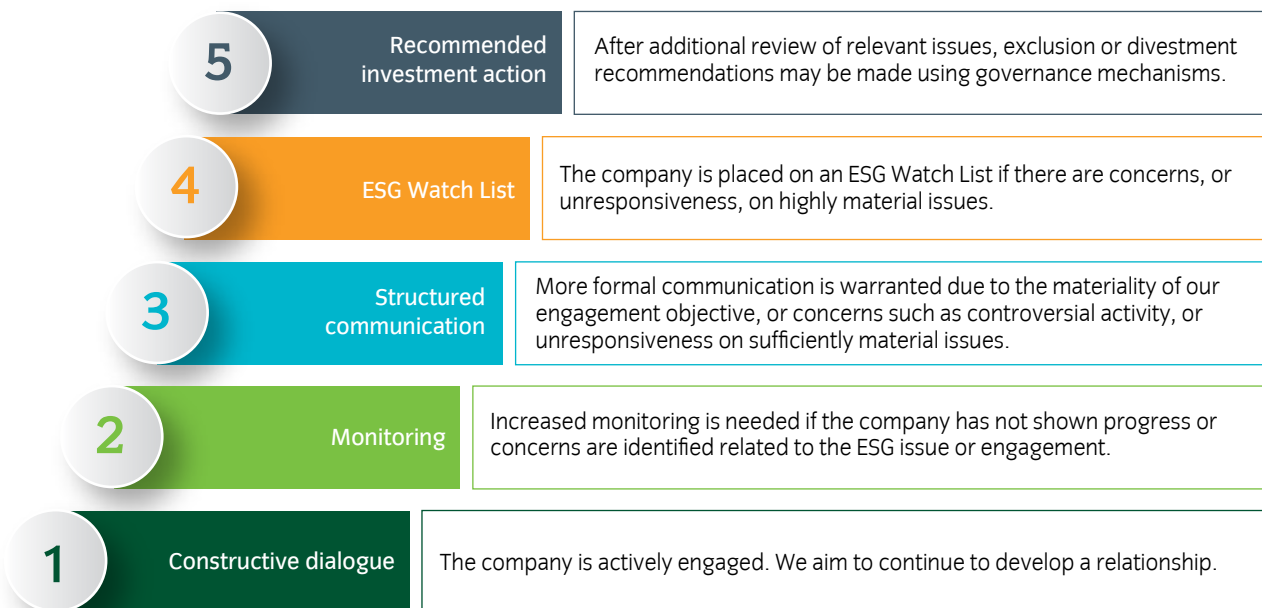 5
Recommended
investment action
After additional review of relevant issues, exclusion or divestment
recommendations may be made using governance mechanisms.
4
ESG Watch List
The company is placed on an ESG Watch List if there are concerns, or
unresponsiveness, on highly material issues.
3
Structured
communication
More formal communication is warranted due to the materiality of our
engagement objective, or concerns such as controversial activity, or
unresponsiveness on sufficiently material issues.
2
Monitoring
Increased monitoring is needed if the company has not shown progress or
concerns are identified related to the ESG issue or engagement.
1
Constructive dialogue
The company is actively engaged. We aim to continue to develop a relationship.